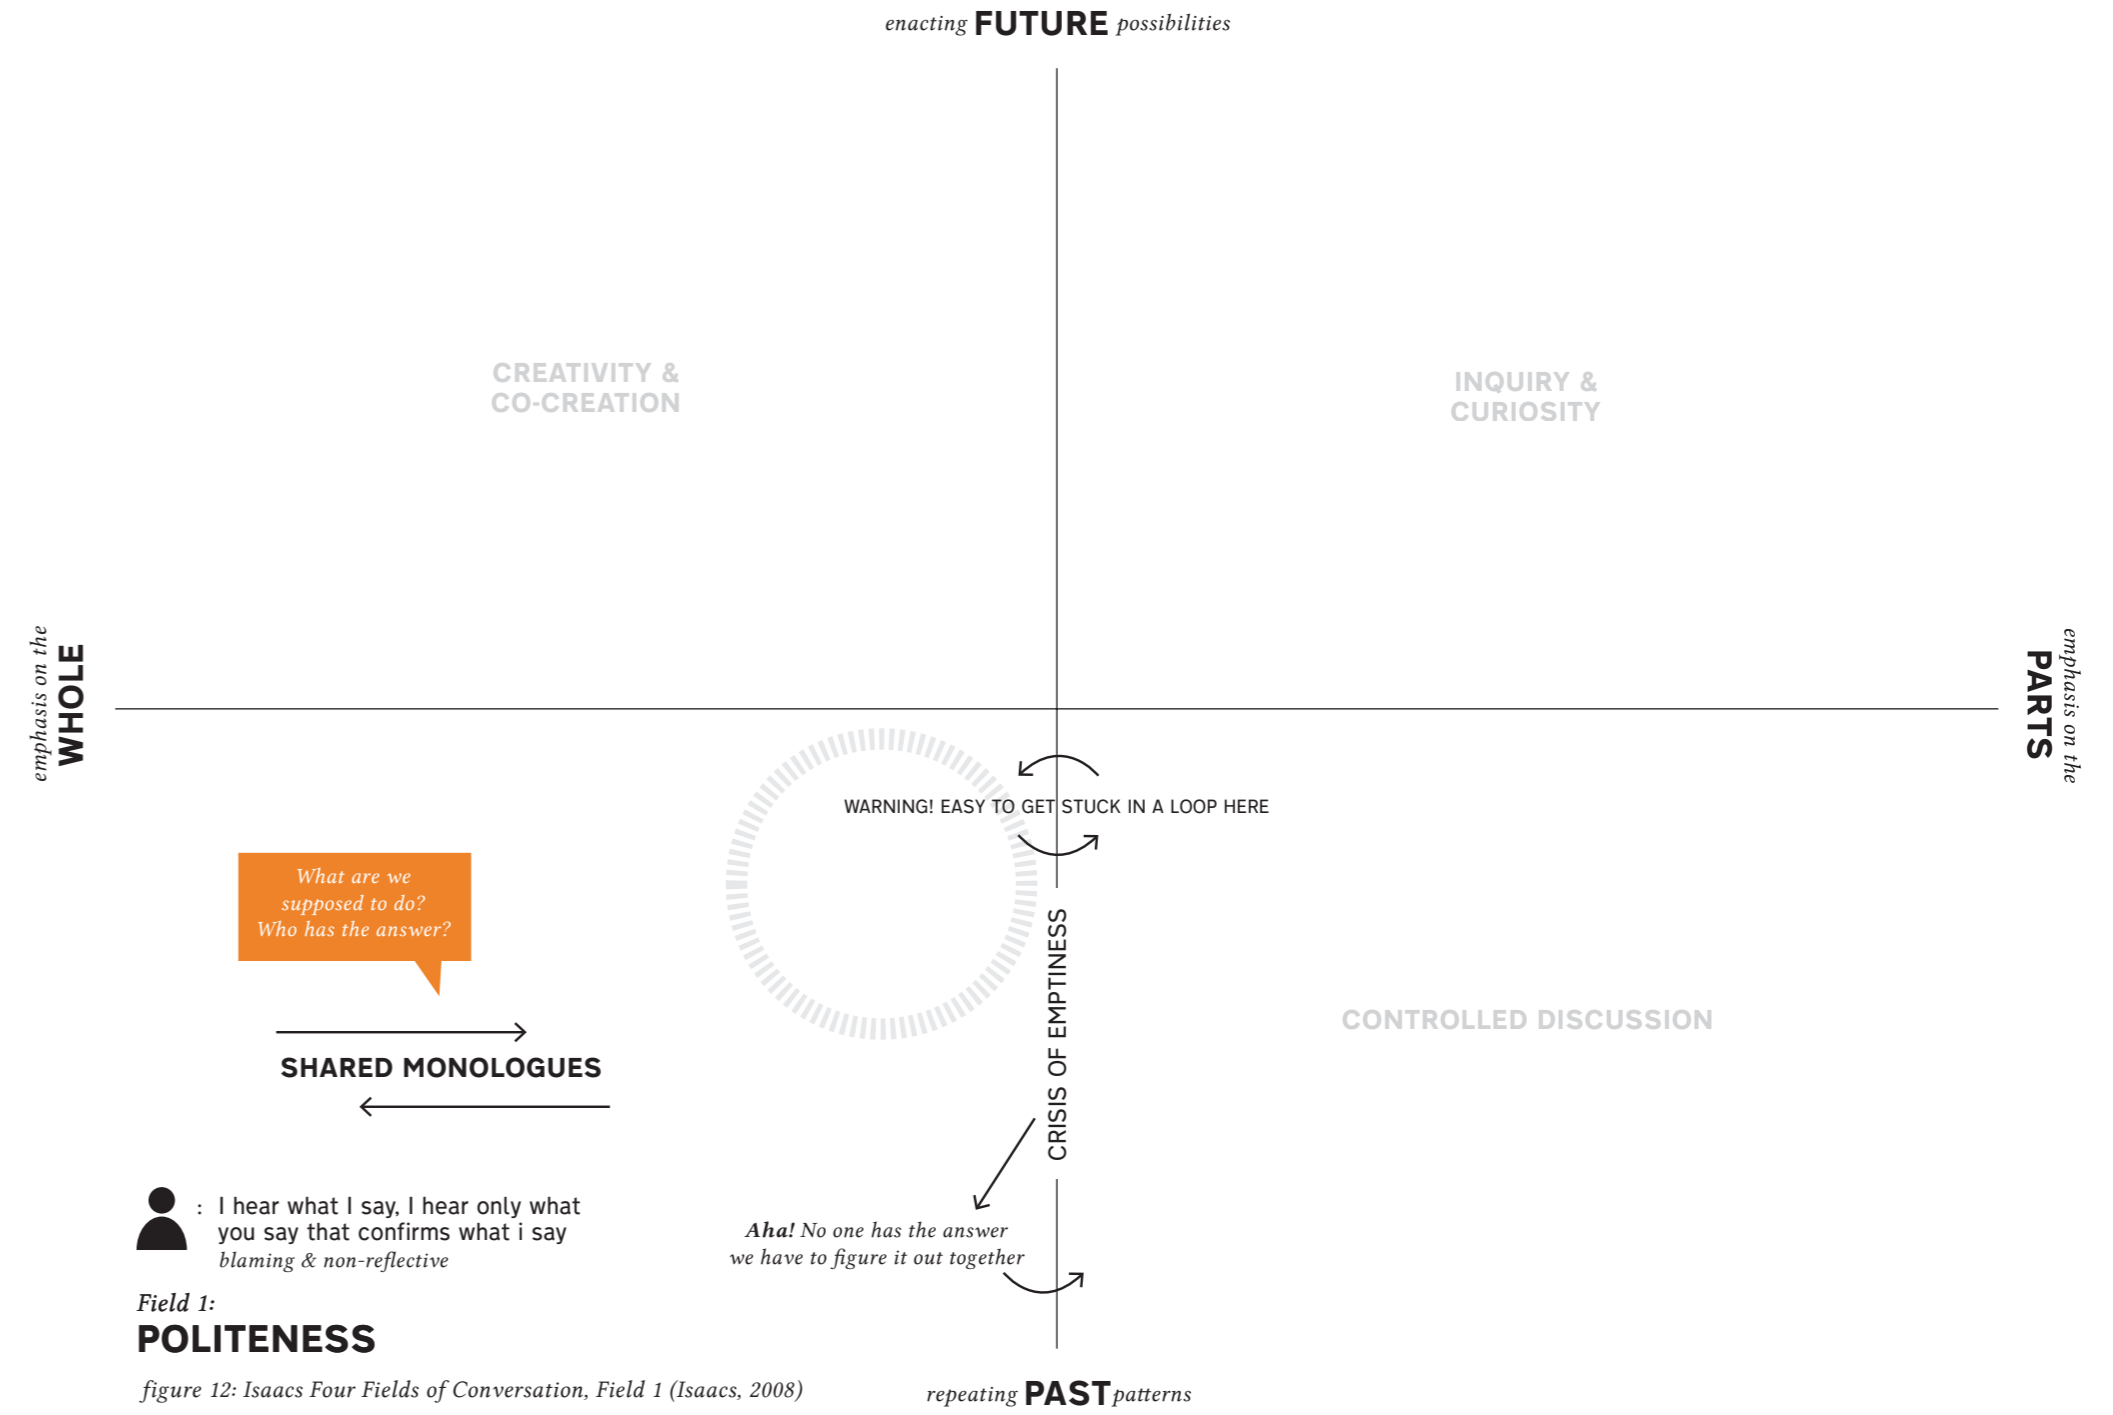 enacting FUTURE possibilities
CREATIVITY &
CO-CREATION
INQUIRY &
CURIOSITY
emphasis on the
WHOLE
emphasis on the
PARTS
WARNING! EASY TO GET STUCK IN A LOOP HERE
What are we
supposed to do?
Who has the answer?
SHARED MONOLOGUES
CRISIS OF EMPTINESS
CONTROLLED DISCUSSION
: I hear what I say, I hear only what
you say that confirms what i say
blaming & non-reflective
Aha! No one has the answer
we have to figure it out together
Field 1:
POLITENESS
figure 12: Isaacs Four Fields of Conversation, Field 1 (Isaacs, 2008)
repeating PAST patterns